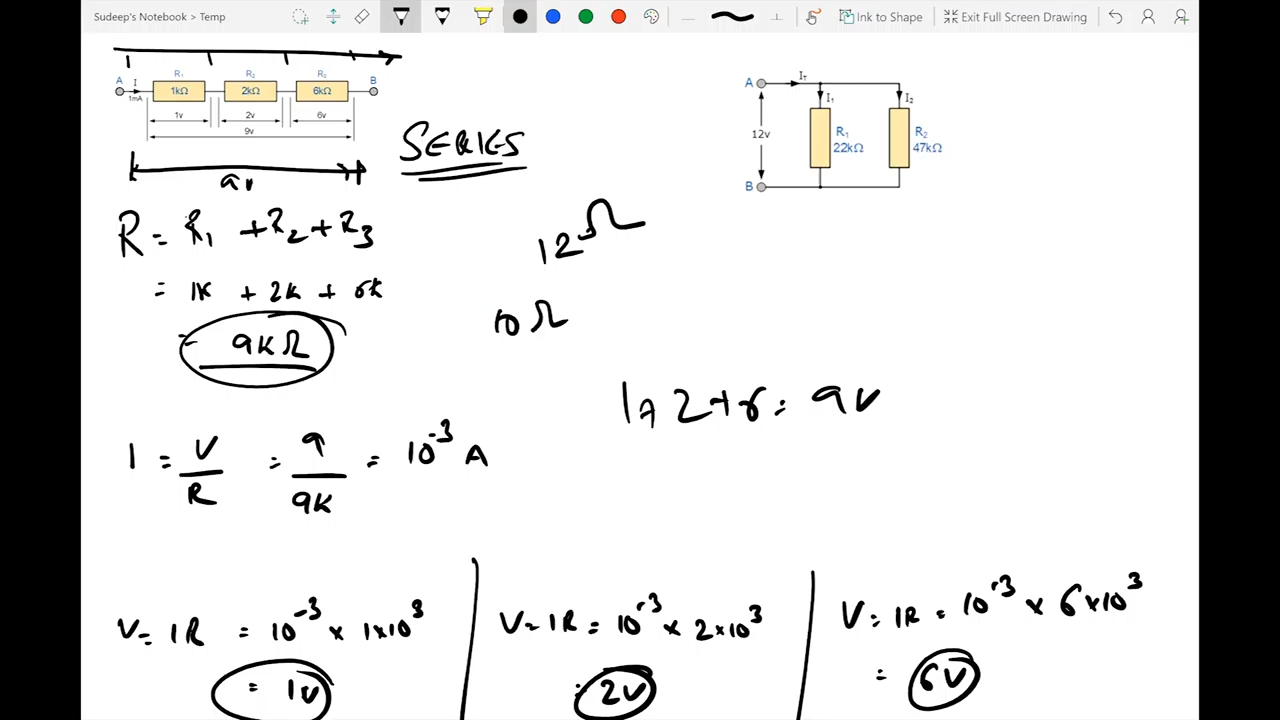 Sudeep's Notebook > Temp
Ink to Shape
Exit Full Screen Drawing
A I 1mA R₁ 1kΩ R₂ 2kΩ R₃ 6kΩ B
1v 2v 6v
9v
9v
SERIES
A I_T
I₁ I₂
12v R₁ 22kΩ R₂ 47kΩ
B
R = R₁ + R₂ + R₃
= 1K + 2K + 6K
= 9KΩ
12Ω
10Ω
1+2+6 = 9V
I = V/R = 9/9K = 10⁻³ A
V = IR = 10⁻³ × 1×10³
= 1V
V = IR = 10⁻³ × 2×10³
= 2V
V = IR = 10⁻³ × 6×10³
= 6V